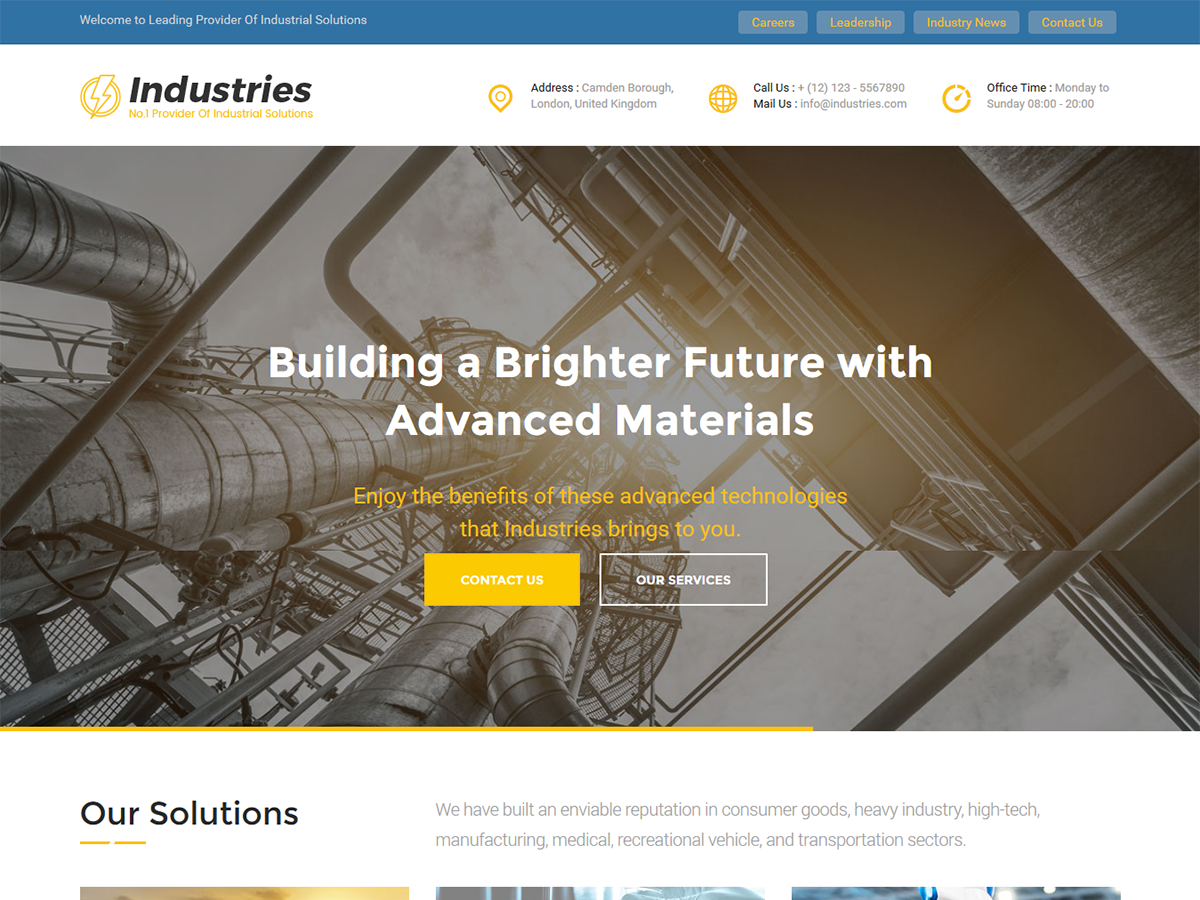 Welcome to Leading Provider Of Industrial Solutions
Careers
Leadership
Industry News
Contact Us
Industries
No.1 Provider Of Industrial Solutions
Address : Camden Borough,
London, United Kingdom
Call Us : + (12) 123 - 5567890
Mail Us : info@industries.com
Office Time : Monday to
Sunday 08:00 - 20:00
Building a Brighter Future with
Advanced Materials
Enjoy the benefits of these advanced technologies
that Industries brings to you.
CONTACT US
OUR SERVICES
Our Solutions
We have built an enviable reputation in consumer goods, heavy industry, high-tech,
manufacturing, medical, recreational vehicle, and transportation sectors.